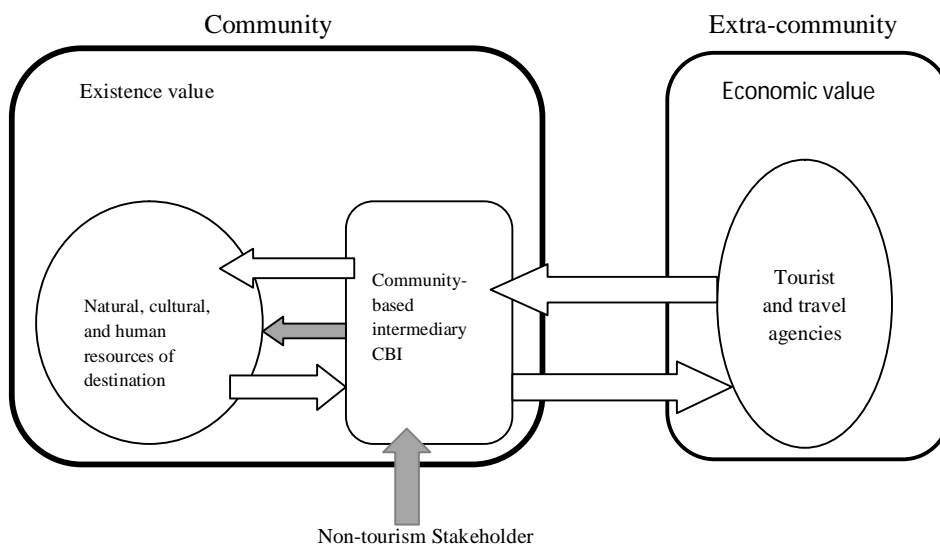 Community
Extra-community
Existence value
Economic value
Natural, cultural,
and human
resources of
destination
Community-
based
intermediary
CBI
Tourist
and travel
agencies
Non-tourism Stakeholder